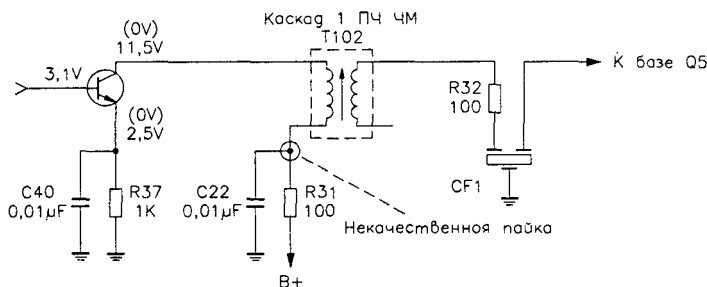 Каскад 1 ПЧ ЧМ
T102
(0V)
11,5V
3,1V
(0V)
2,5V
К базе Q5
R32
100
CF1
C40
0,01µF
R37
1K
C22
0,01µF
R31
100
Некачественноя пайка
B+